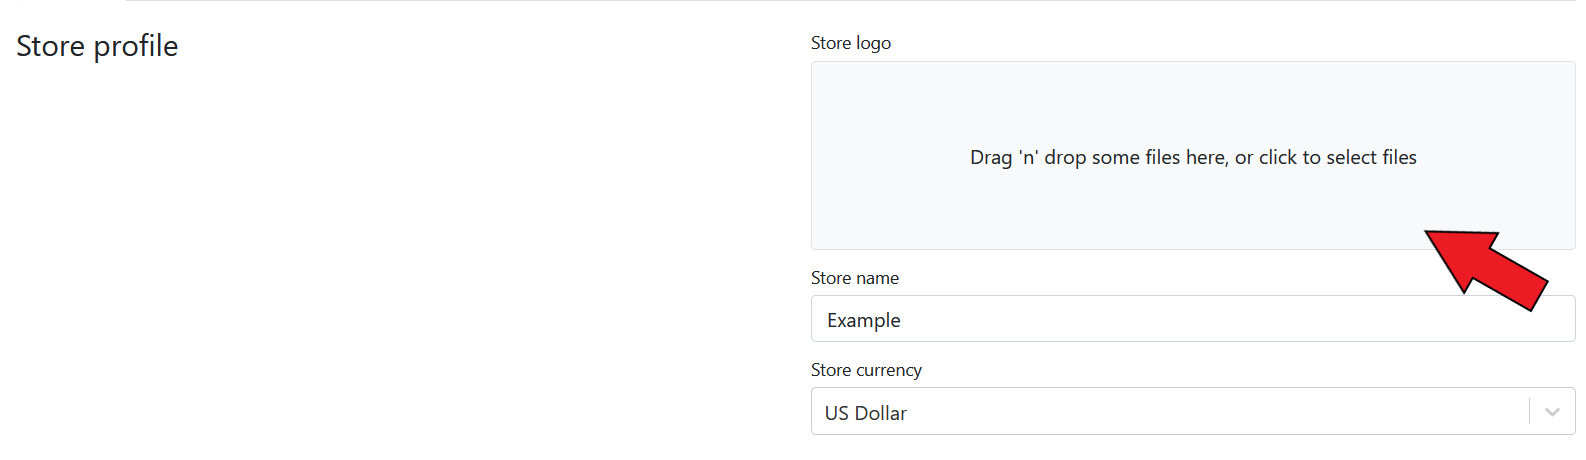 Store profile
Store logo
Drag 'n' drop some files here, or click to select files
Store name
Example
Store currency
US Dollar